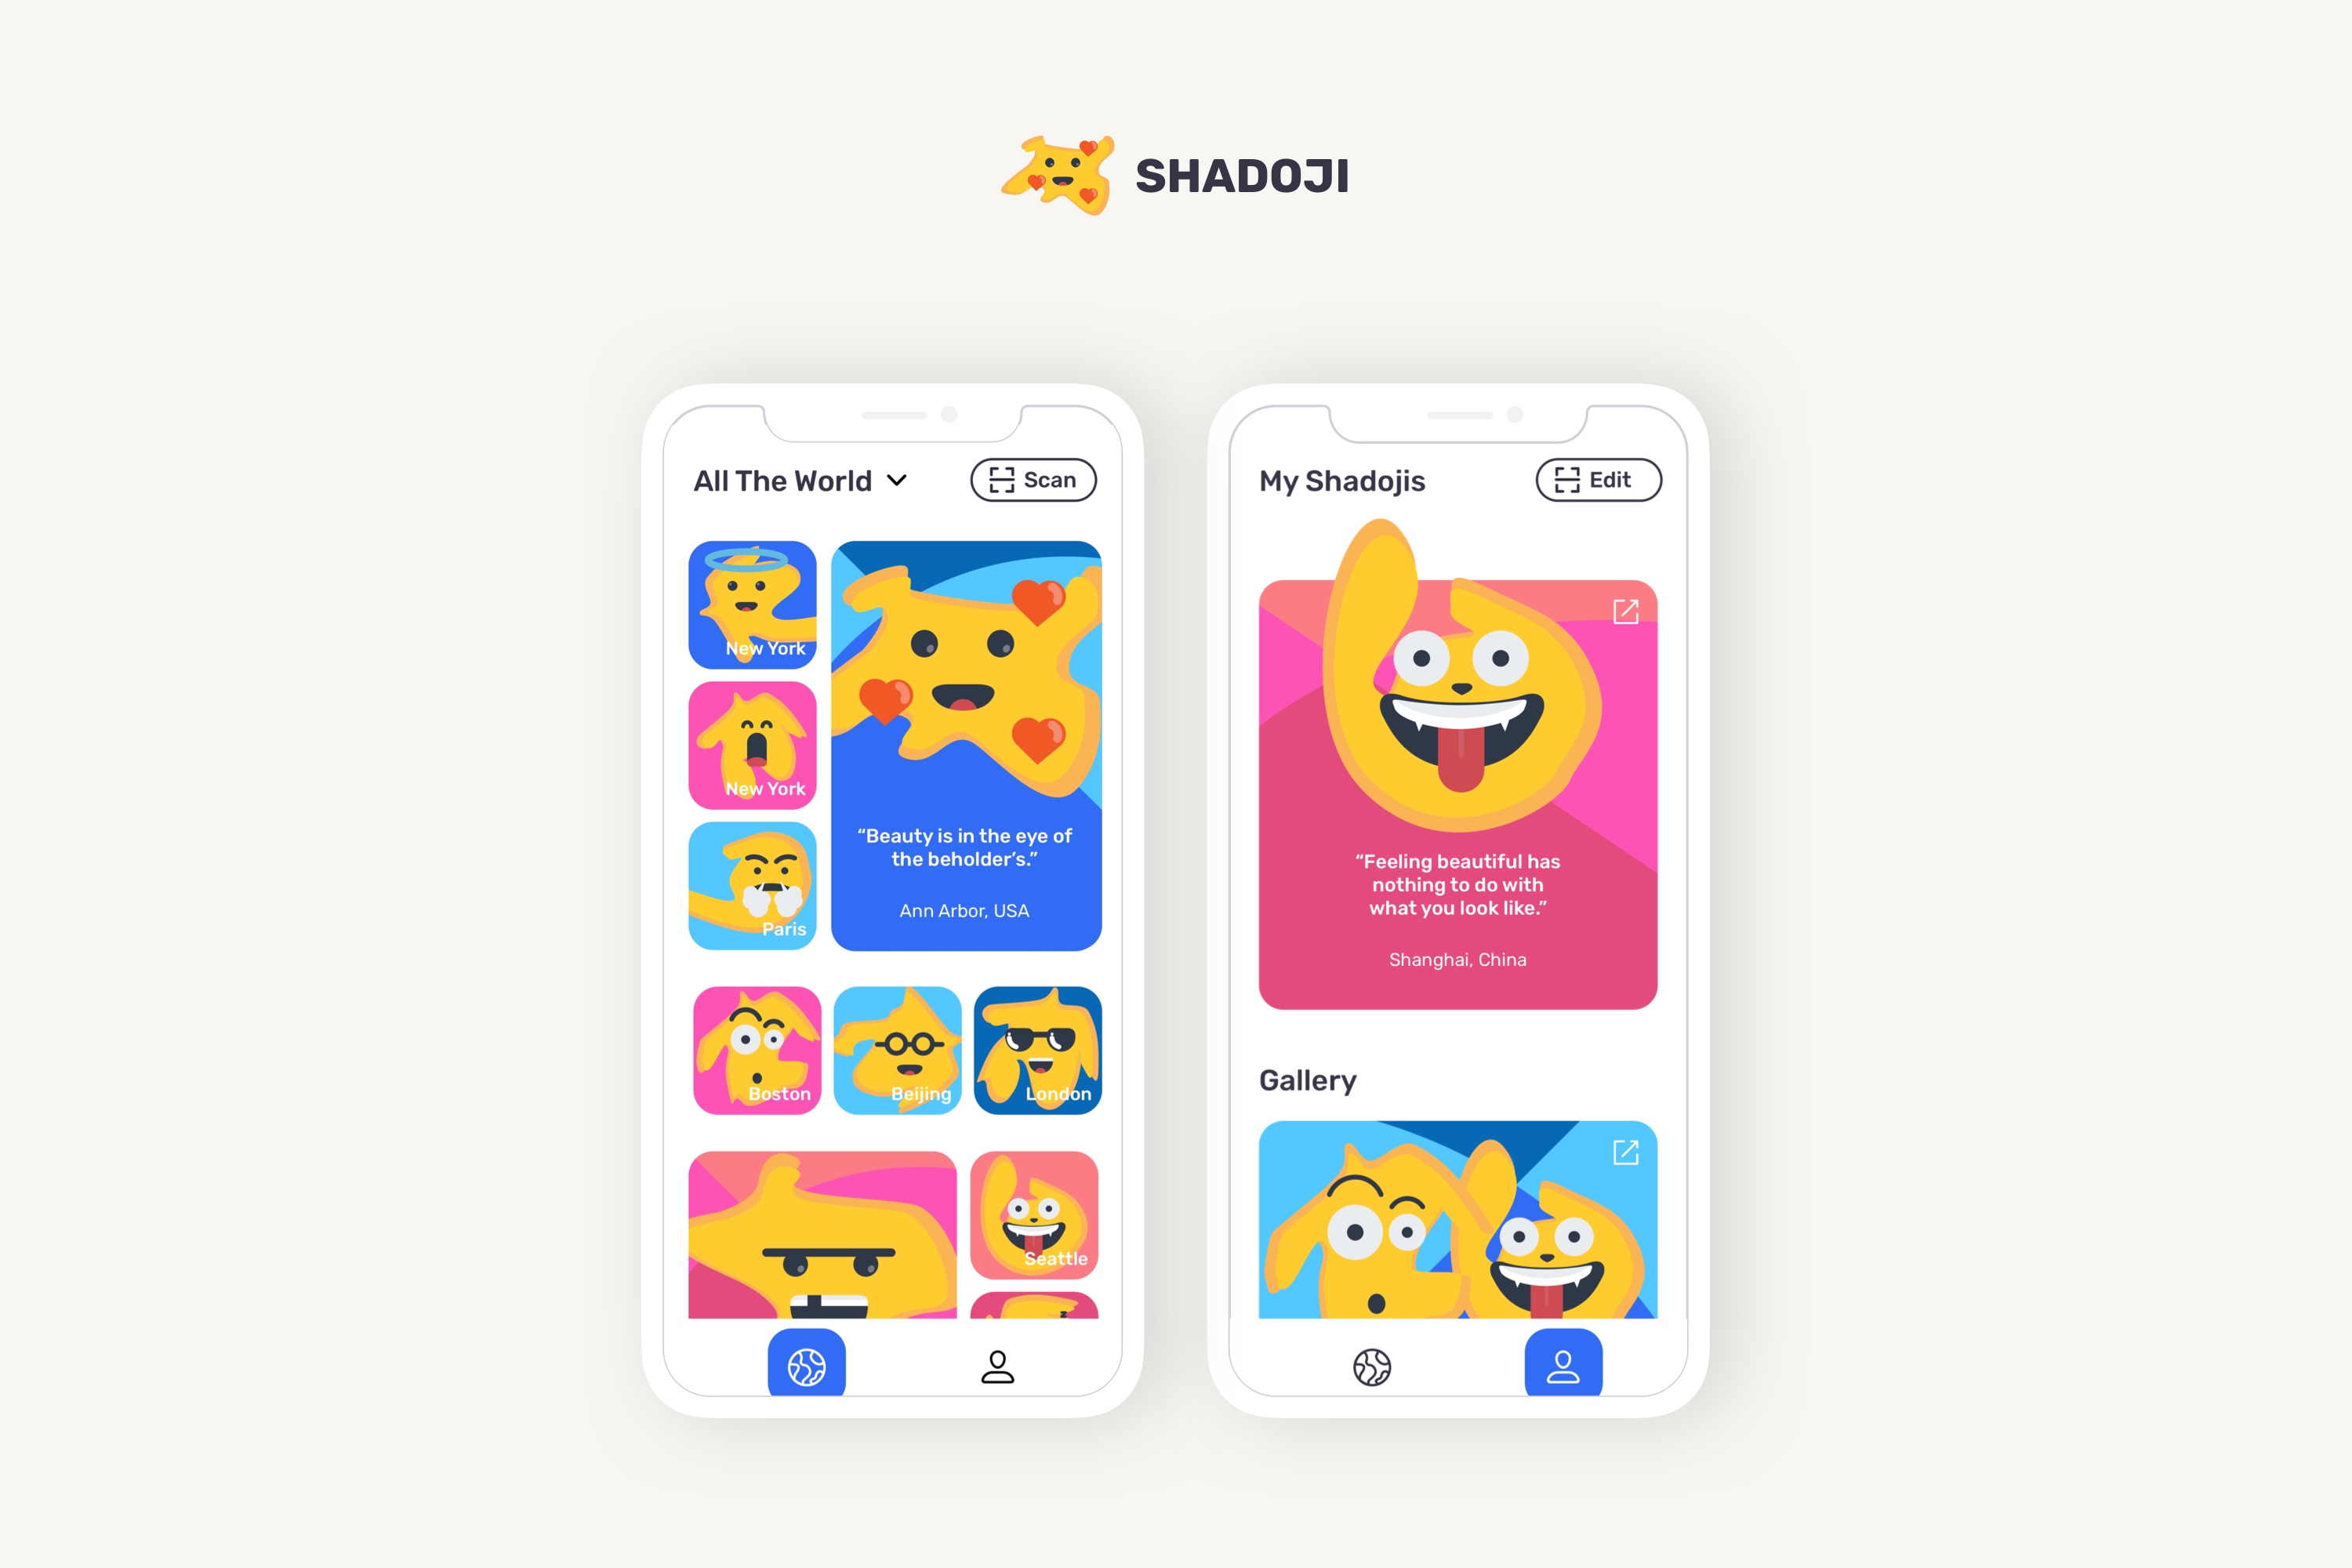 SHADOJI
All The World
Scan
New York
New York
Paris
“Beauty is in the eye of
the beholder’s.”
Ann Arbor, USA
Boston
Beijing
London
Seattle
My Shadojis
Edit
“Feeling beautiful has
nothing to do with
what you look like.”
Shanghai, China
Gallery